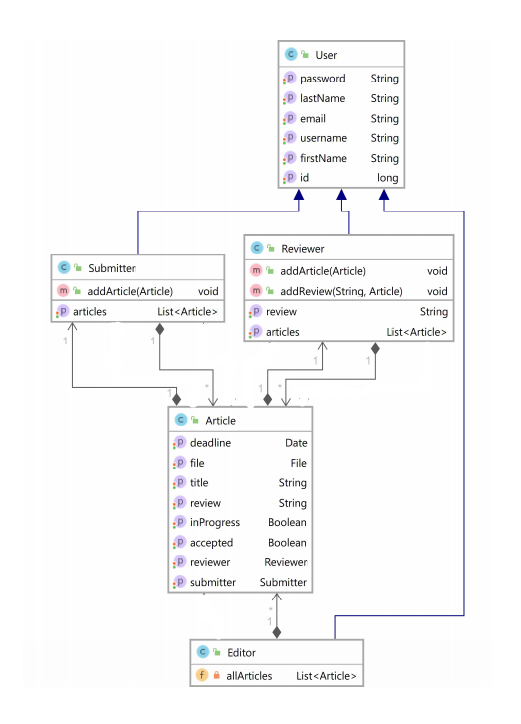 User
password String
lastName String
email String
username String
firstName String
id long
Submitter
addArticle(Article) void
articles List<Article>
Reviewer
addArticle(Article) void
addReview(String, Article) void
review String
articles List<Article>
1
1
1
1
1 * 1 *
Article
deadline Date
file File
title String
review String
inProgress Boolean
accepted Boolean
reviewer Reviewer
submitter Submitter
*
1
Editor
allArticles List<Article>